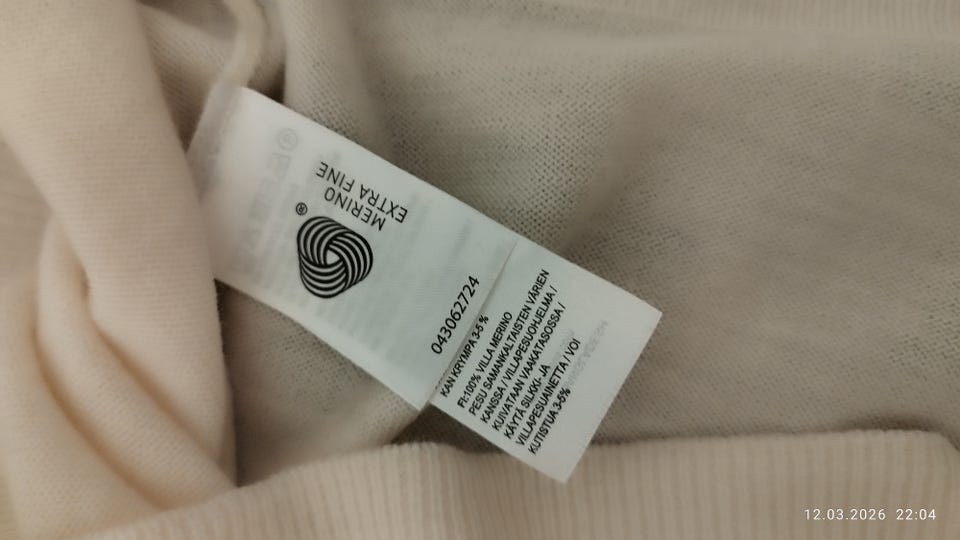 ®
MERINO
EXTRA FINE
043062724
KAN KRYMPA 3-5 %
FI:100% VILLA MERINO
PESU SAMANKALTAISTEN VÄRIEN
KANSSA / VILLAPESUOHJELMA /
KUIVATAAN VAAKATASOSSA /
KÄYTÄ SILKKI- JA
VILLAPESUAINETTA / VOI
KUTISTUA 3-5%
12.03.2026 22:04